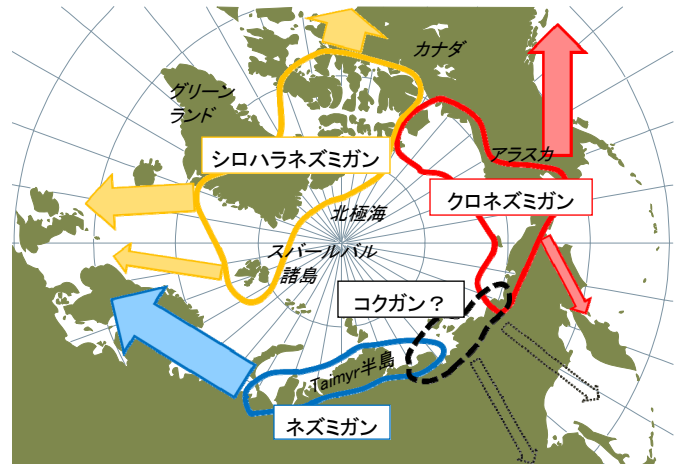 カナダ
グリーン
ランド
シロハラネズミガン
アラスカ
クロネズミガン
北極海
スバールバル
諸島
コクガン？
Taimyr半島
ネズミガン